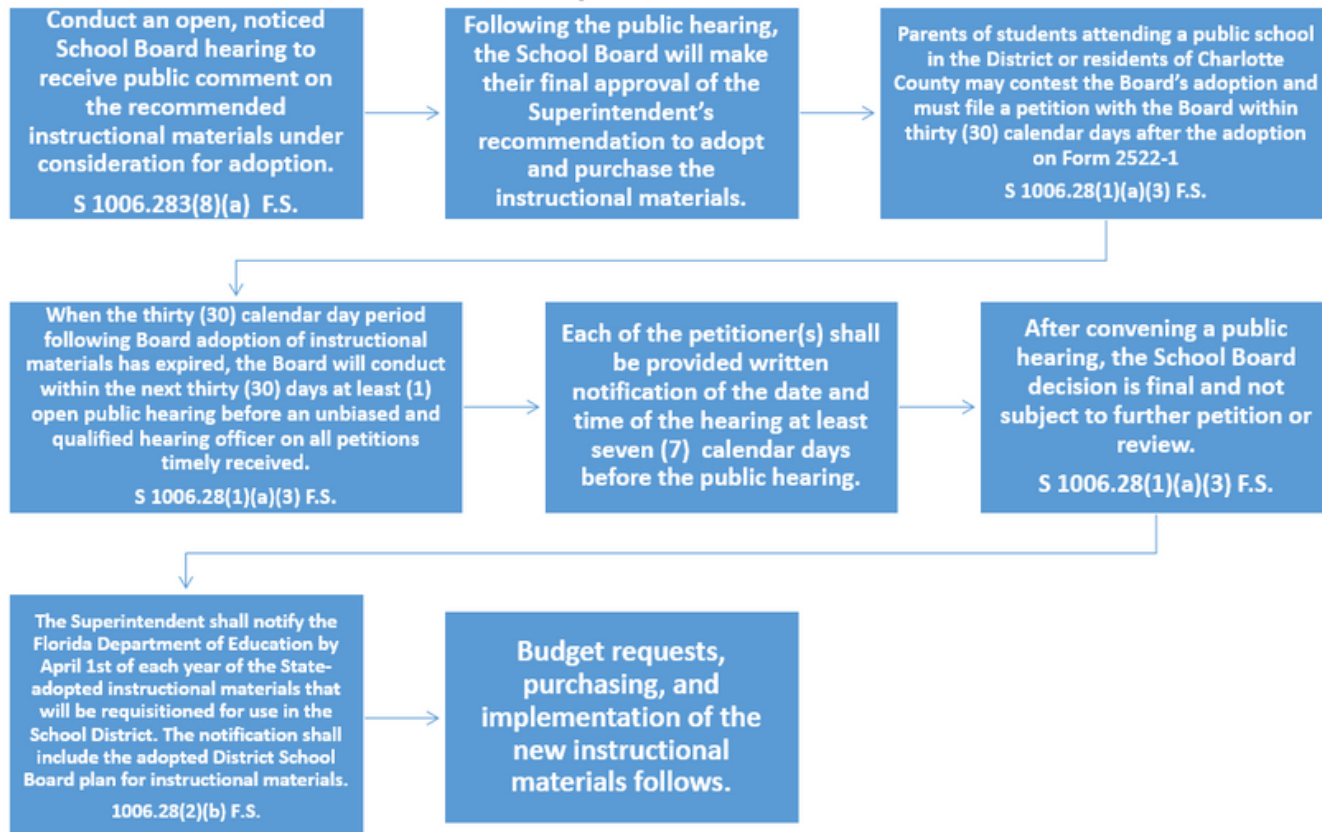 Conduct an open, noticed
School Board hearing to
receive public comment on
the recommended
instructional materials under
consideration for adoption.
S 1006.283(8)(a) F.S.
Following the public hearing,
the School Board will make
their final approval of the
Superintendent's
recommendation to adopt
and purchase the
instructional materials.
Parents of students attending a public school
in the District or residents of Charlotte
County may contest the Board's adoption and
must file a petition with the Board within
thirty (30) calendar days after the adoption
on Form 2522-1
S 1006.28(1)(a)(3) F.S.
When the thirty (30) calendar day period
following Board adoption of instructional
materials has expired, the Board will conduct
within the next thirty (30) days at least (1)
open public hearing before an unbiased and
qualified hearing officer on all petitions
timely received.
S 1006.28(1)(a)(3) F.S.
Each of the petitioner(s) shall
be provided written
notification of the date and
time of the hearing at least
seven (7) calendar days
before the public hearing.
After convening a public
hearing, the School Board
decision is final and not
subject to further petition or
review.
S 1006.28(1)(a)(3) F.S.
The Superintendent shall notify the
Florida Department of Education by
April 1st of each year of the State-
adopted instructional materials that
will be requisitioned for use in the
School District. The notification shall
include the adopted District School
Board plan for instructional materials.
1006.28(2)(b) F.S.
Budget requests,
purchasing, and
implementation of the
new instructional
materials follows.